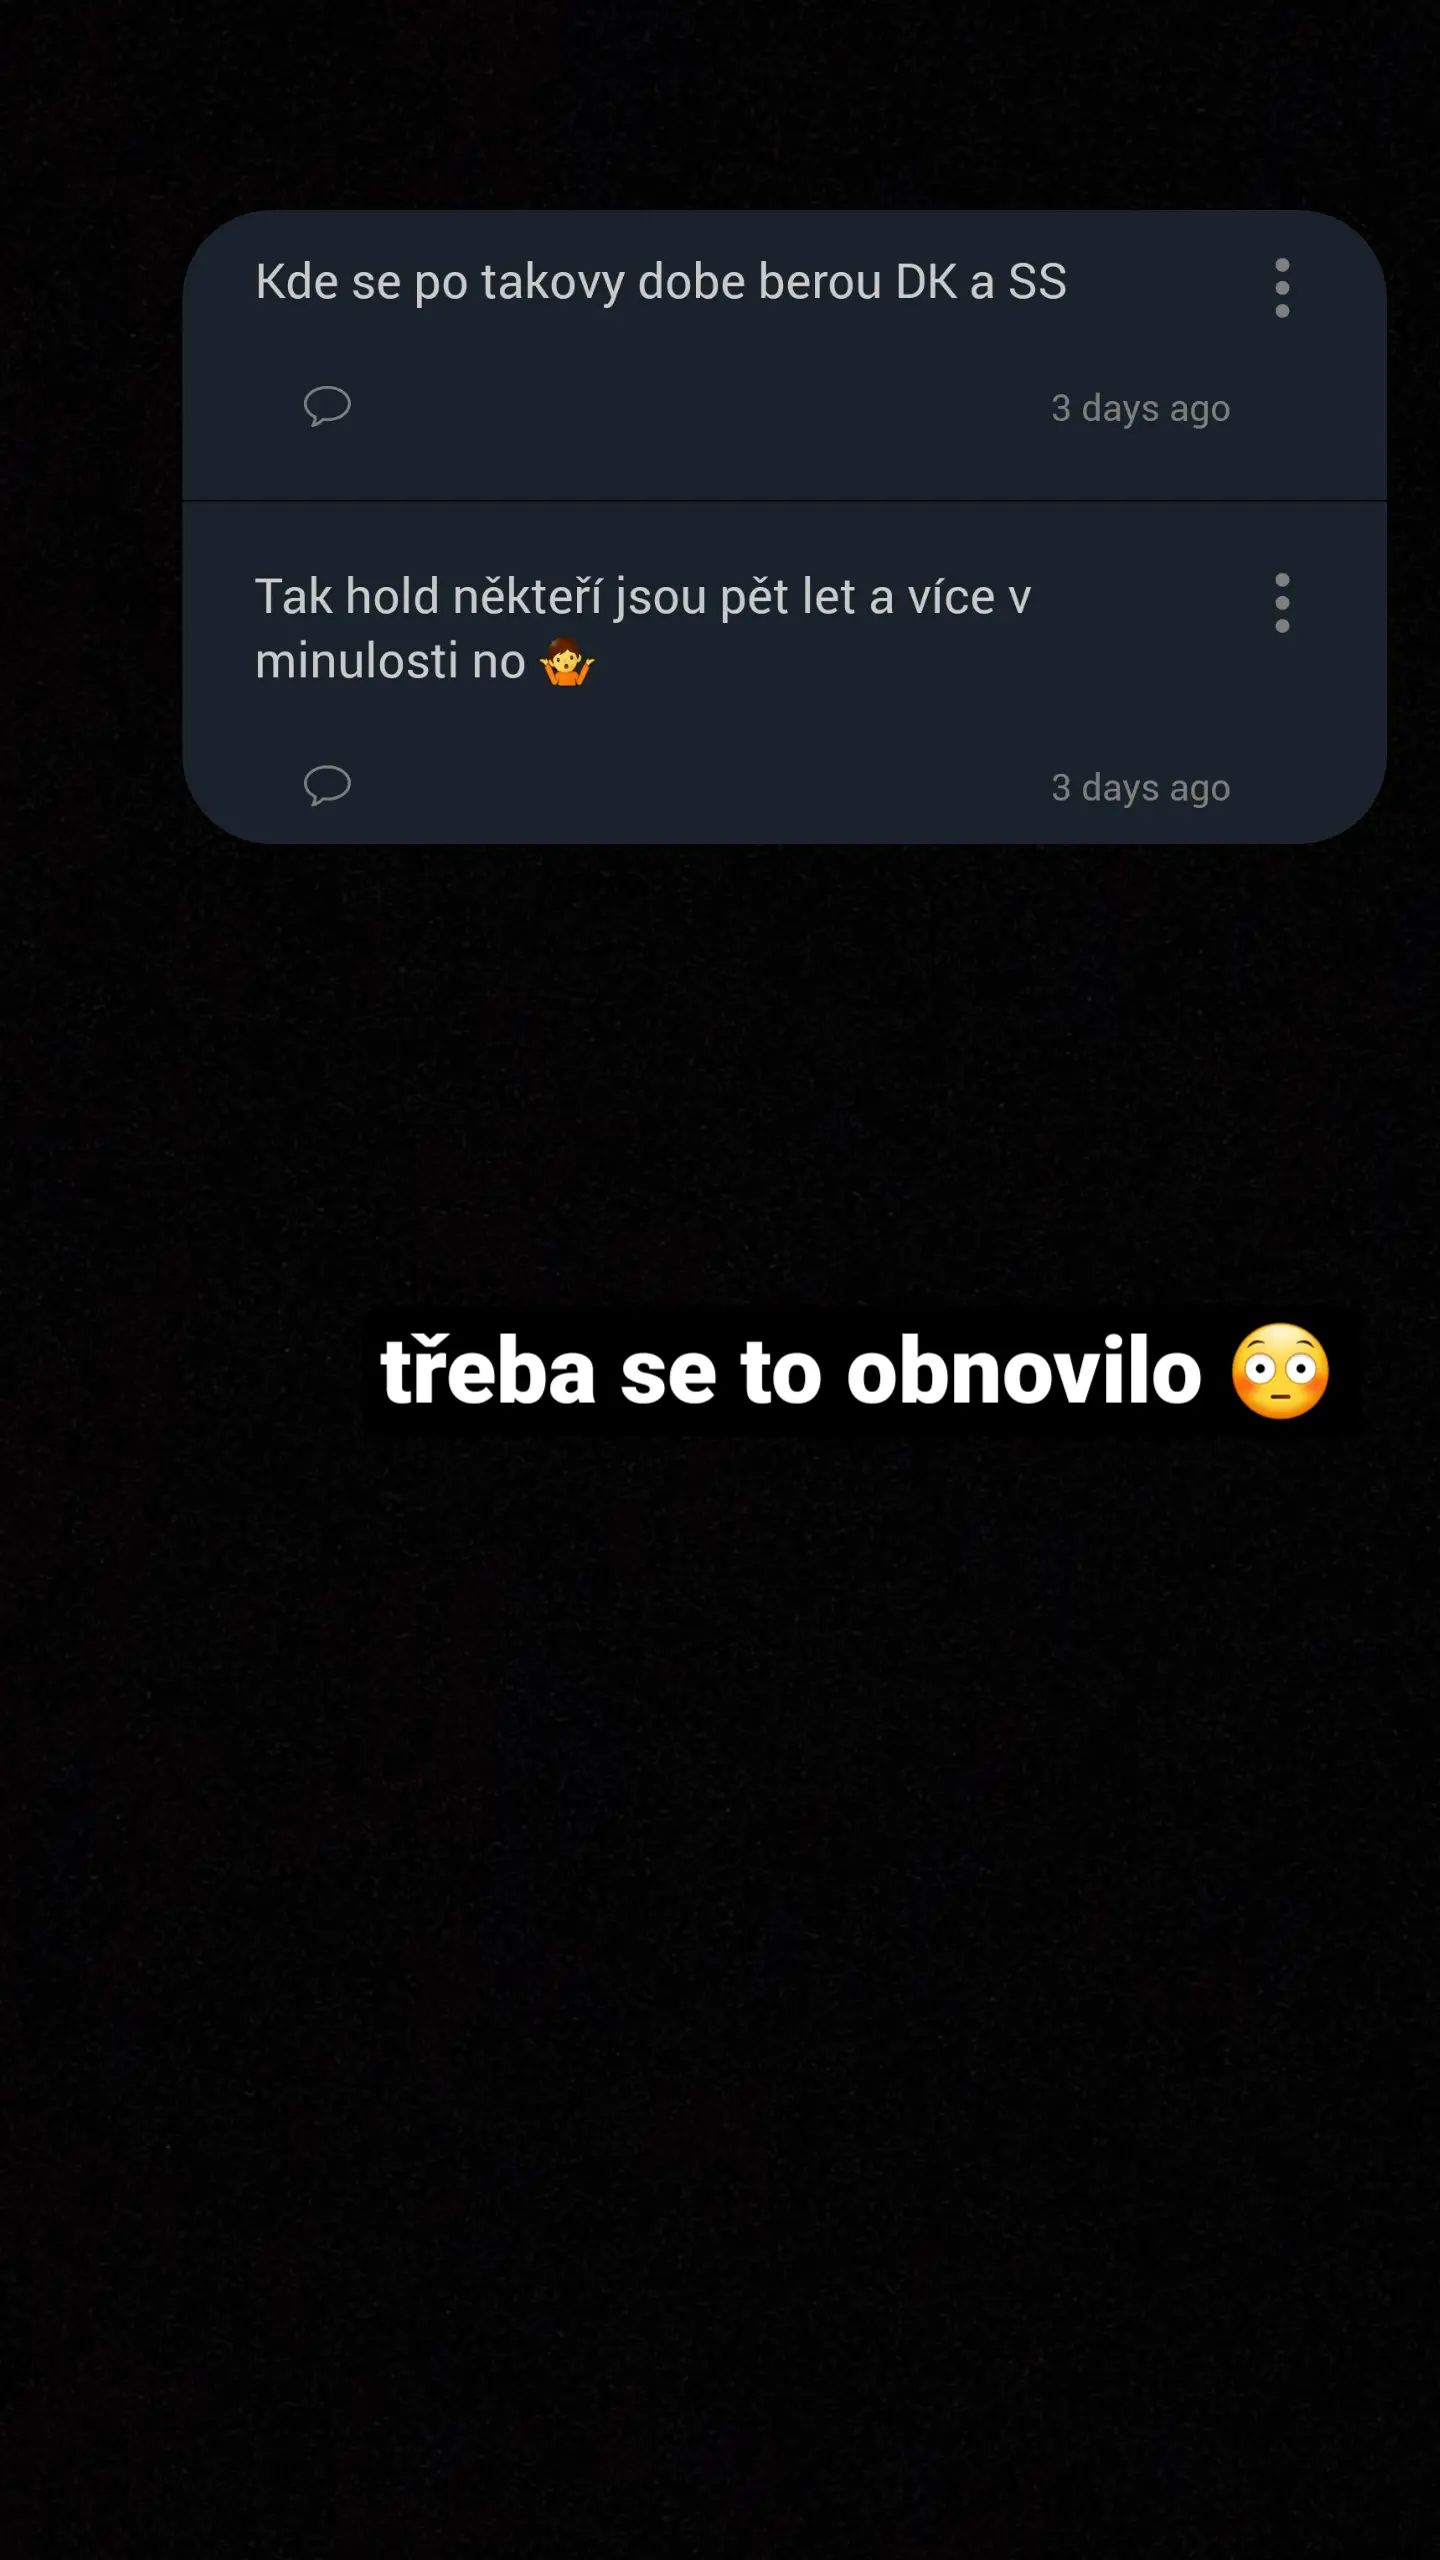 Kde se po takovy dobe berou DK a SS
3 days ago
Tak hold někteří jsou pět let a více v
minulosti no 🤷
3 days ago
třeba se to obnovilo 😳